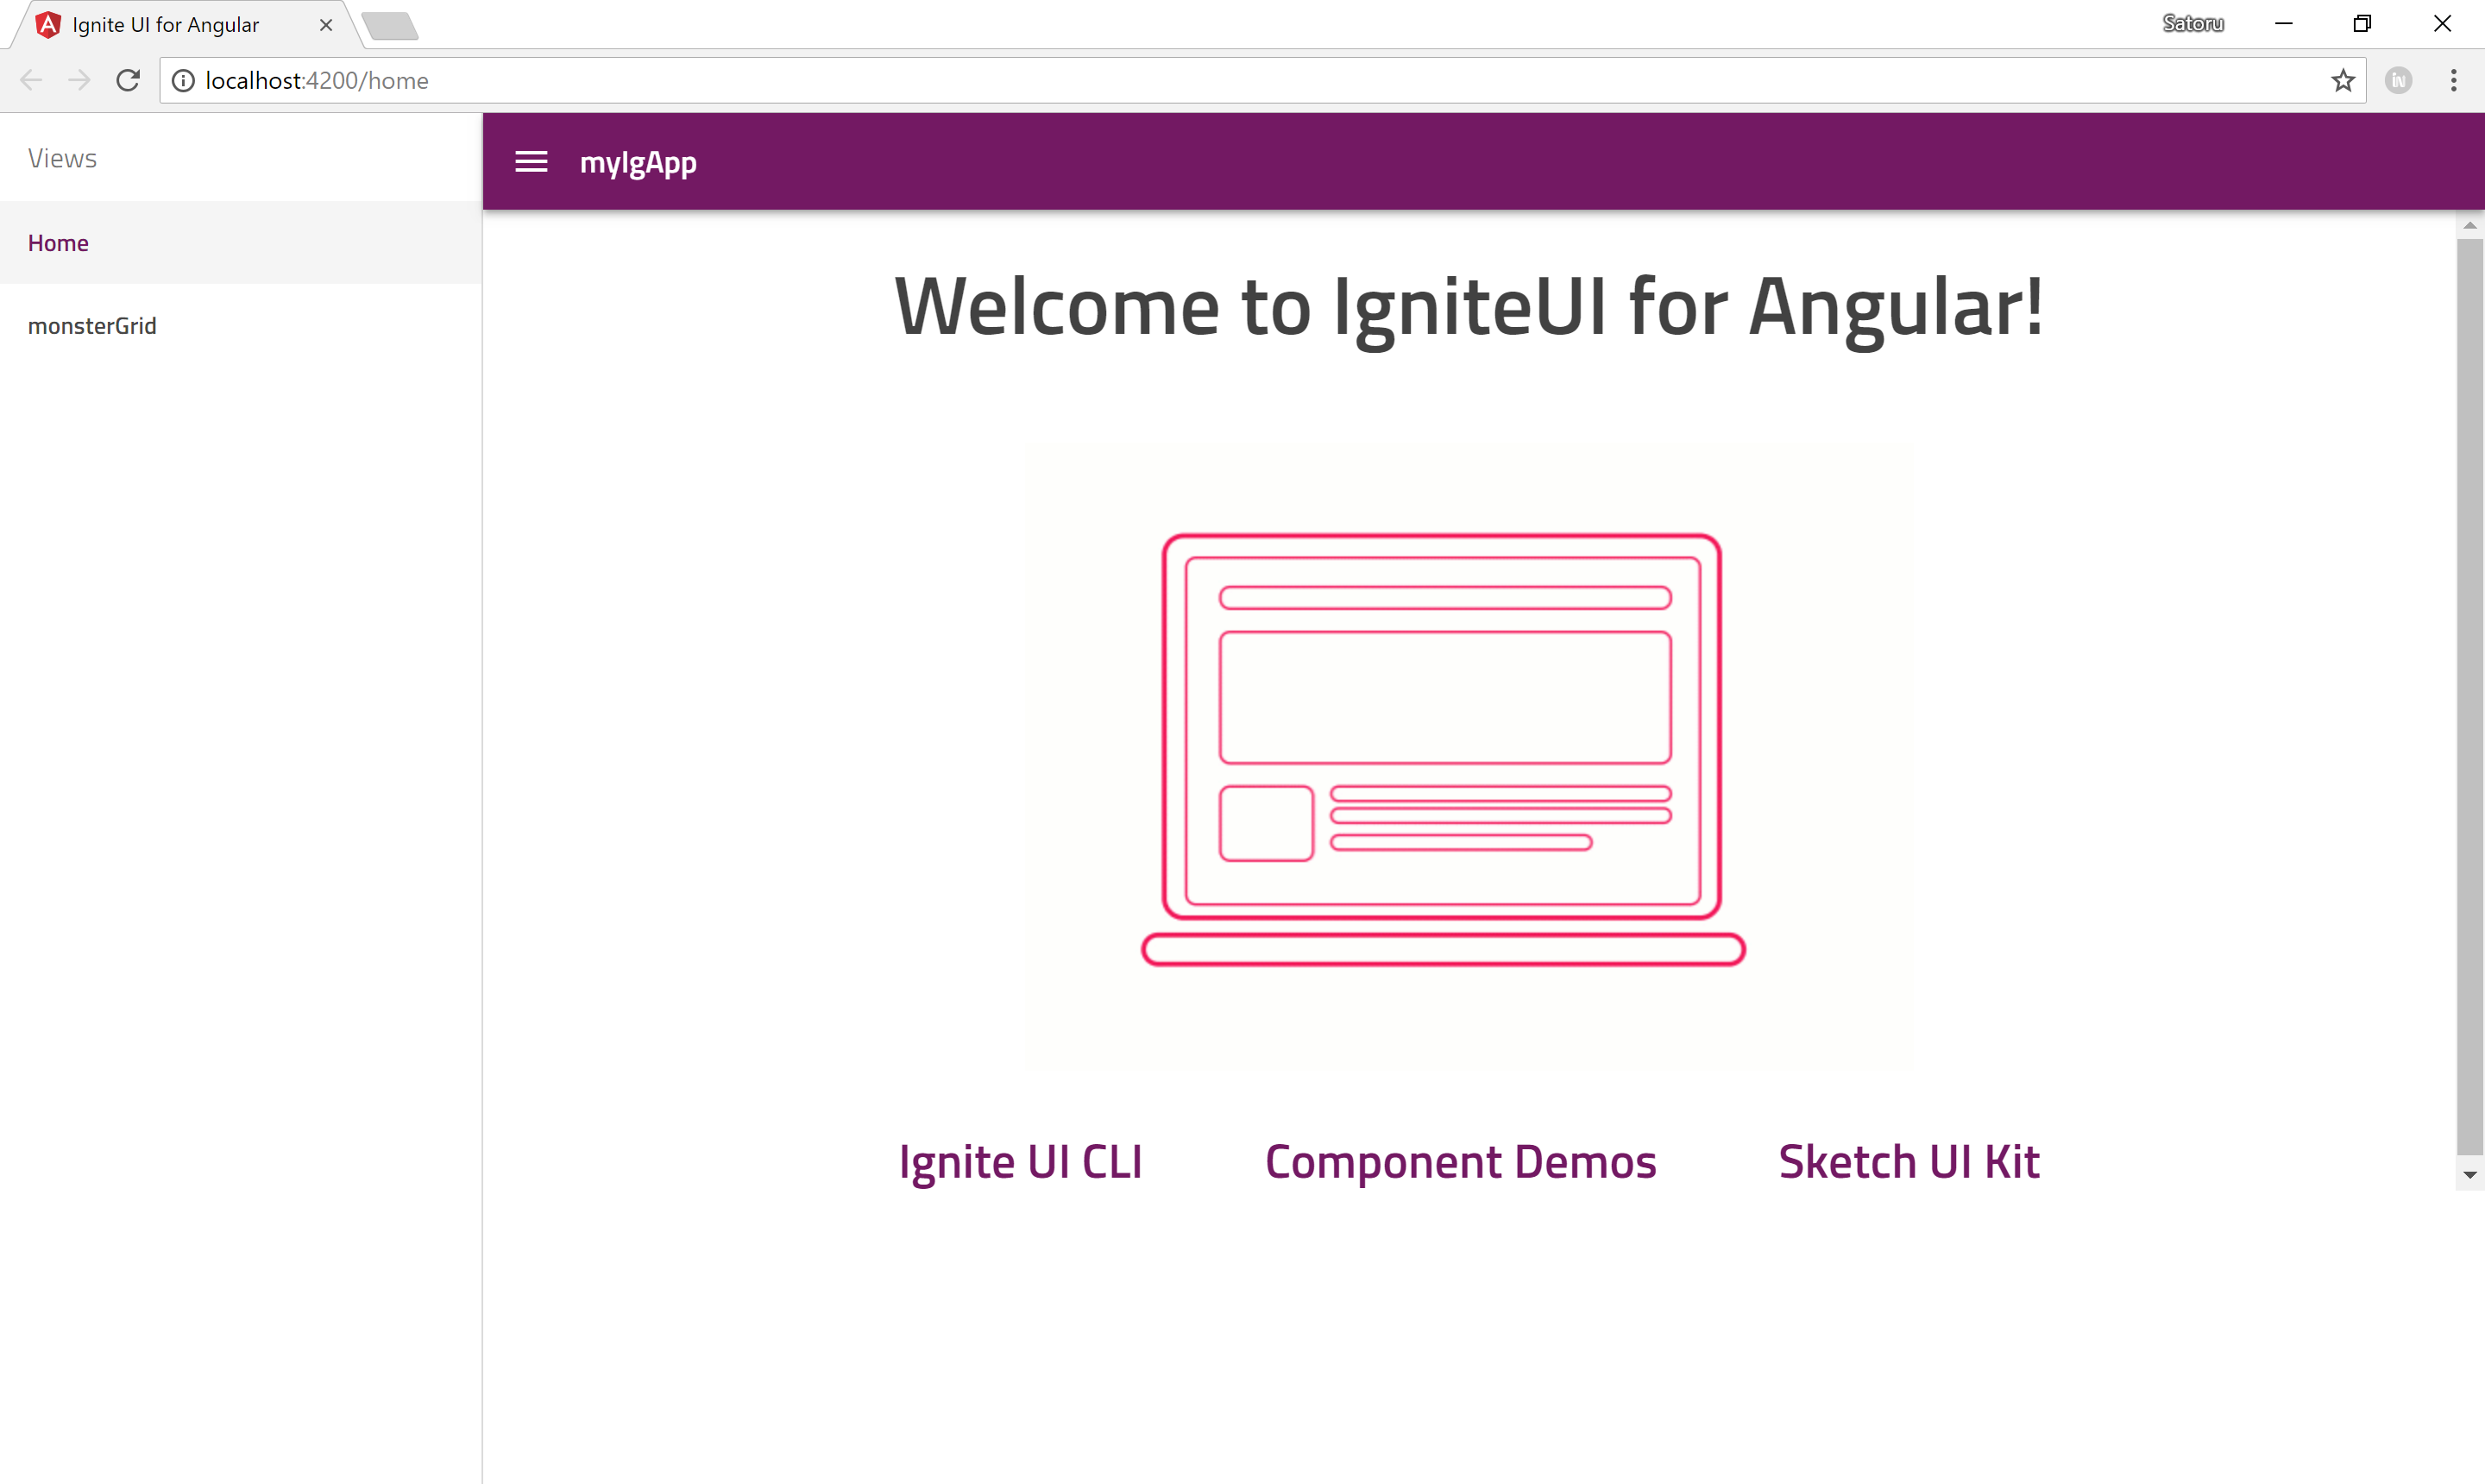 Ignite UI for Angular
Satoru
localhost:4200/home
Views
myIgApp
Home
monsterGrid
Welcome to IgniteUI for Angular!
Ignite UI CLI
Component Demos
Sketch UI Kit